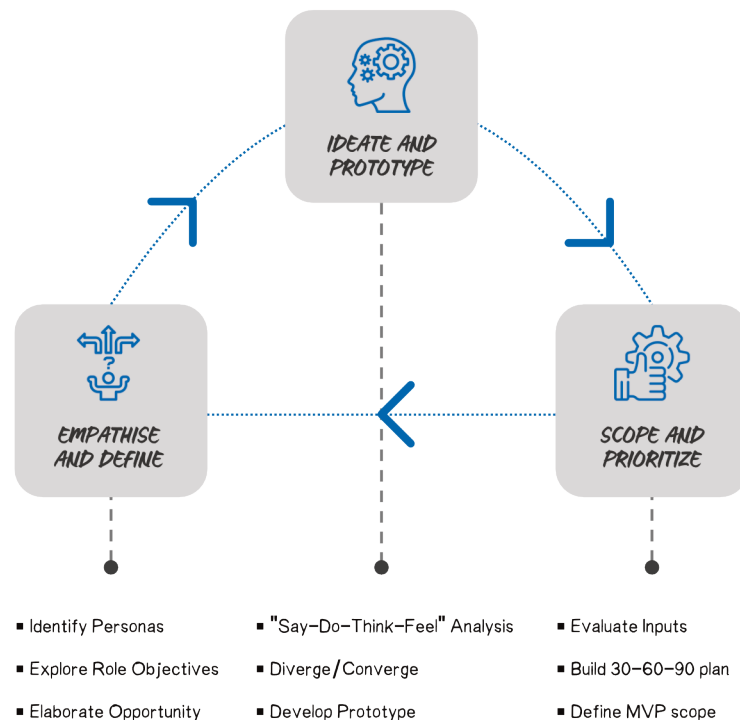 IDEATE AND
PROTOTYPE
?
EMPATHISE
AND DEFINE
SCOPE AND
PRIORITIZE
▪ Identify Personas
▪ Explore Role Objectives
▪ Elaborate Opportunity
▪ "Say-Do-Think-Feel" Analysis
▪ Diverge/Converge
▪ Develop Prototype
▪ Evaluate Inputs
▪ Build 30-60-90 plan
▪ Define MVP scope